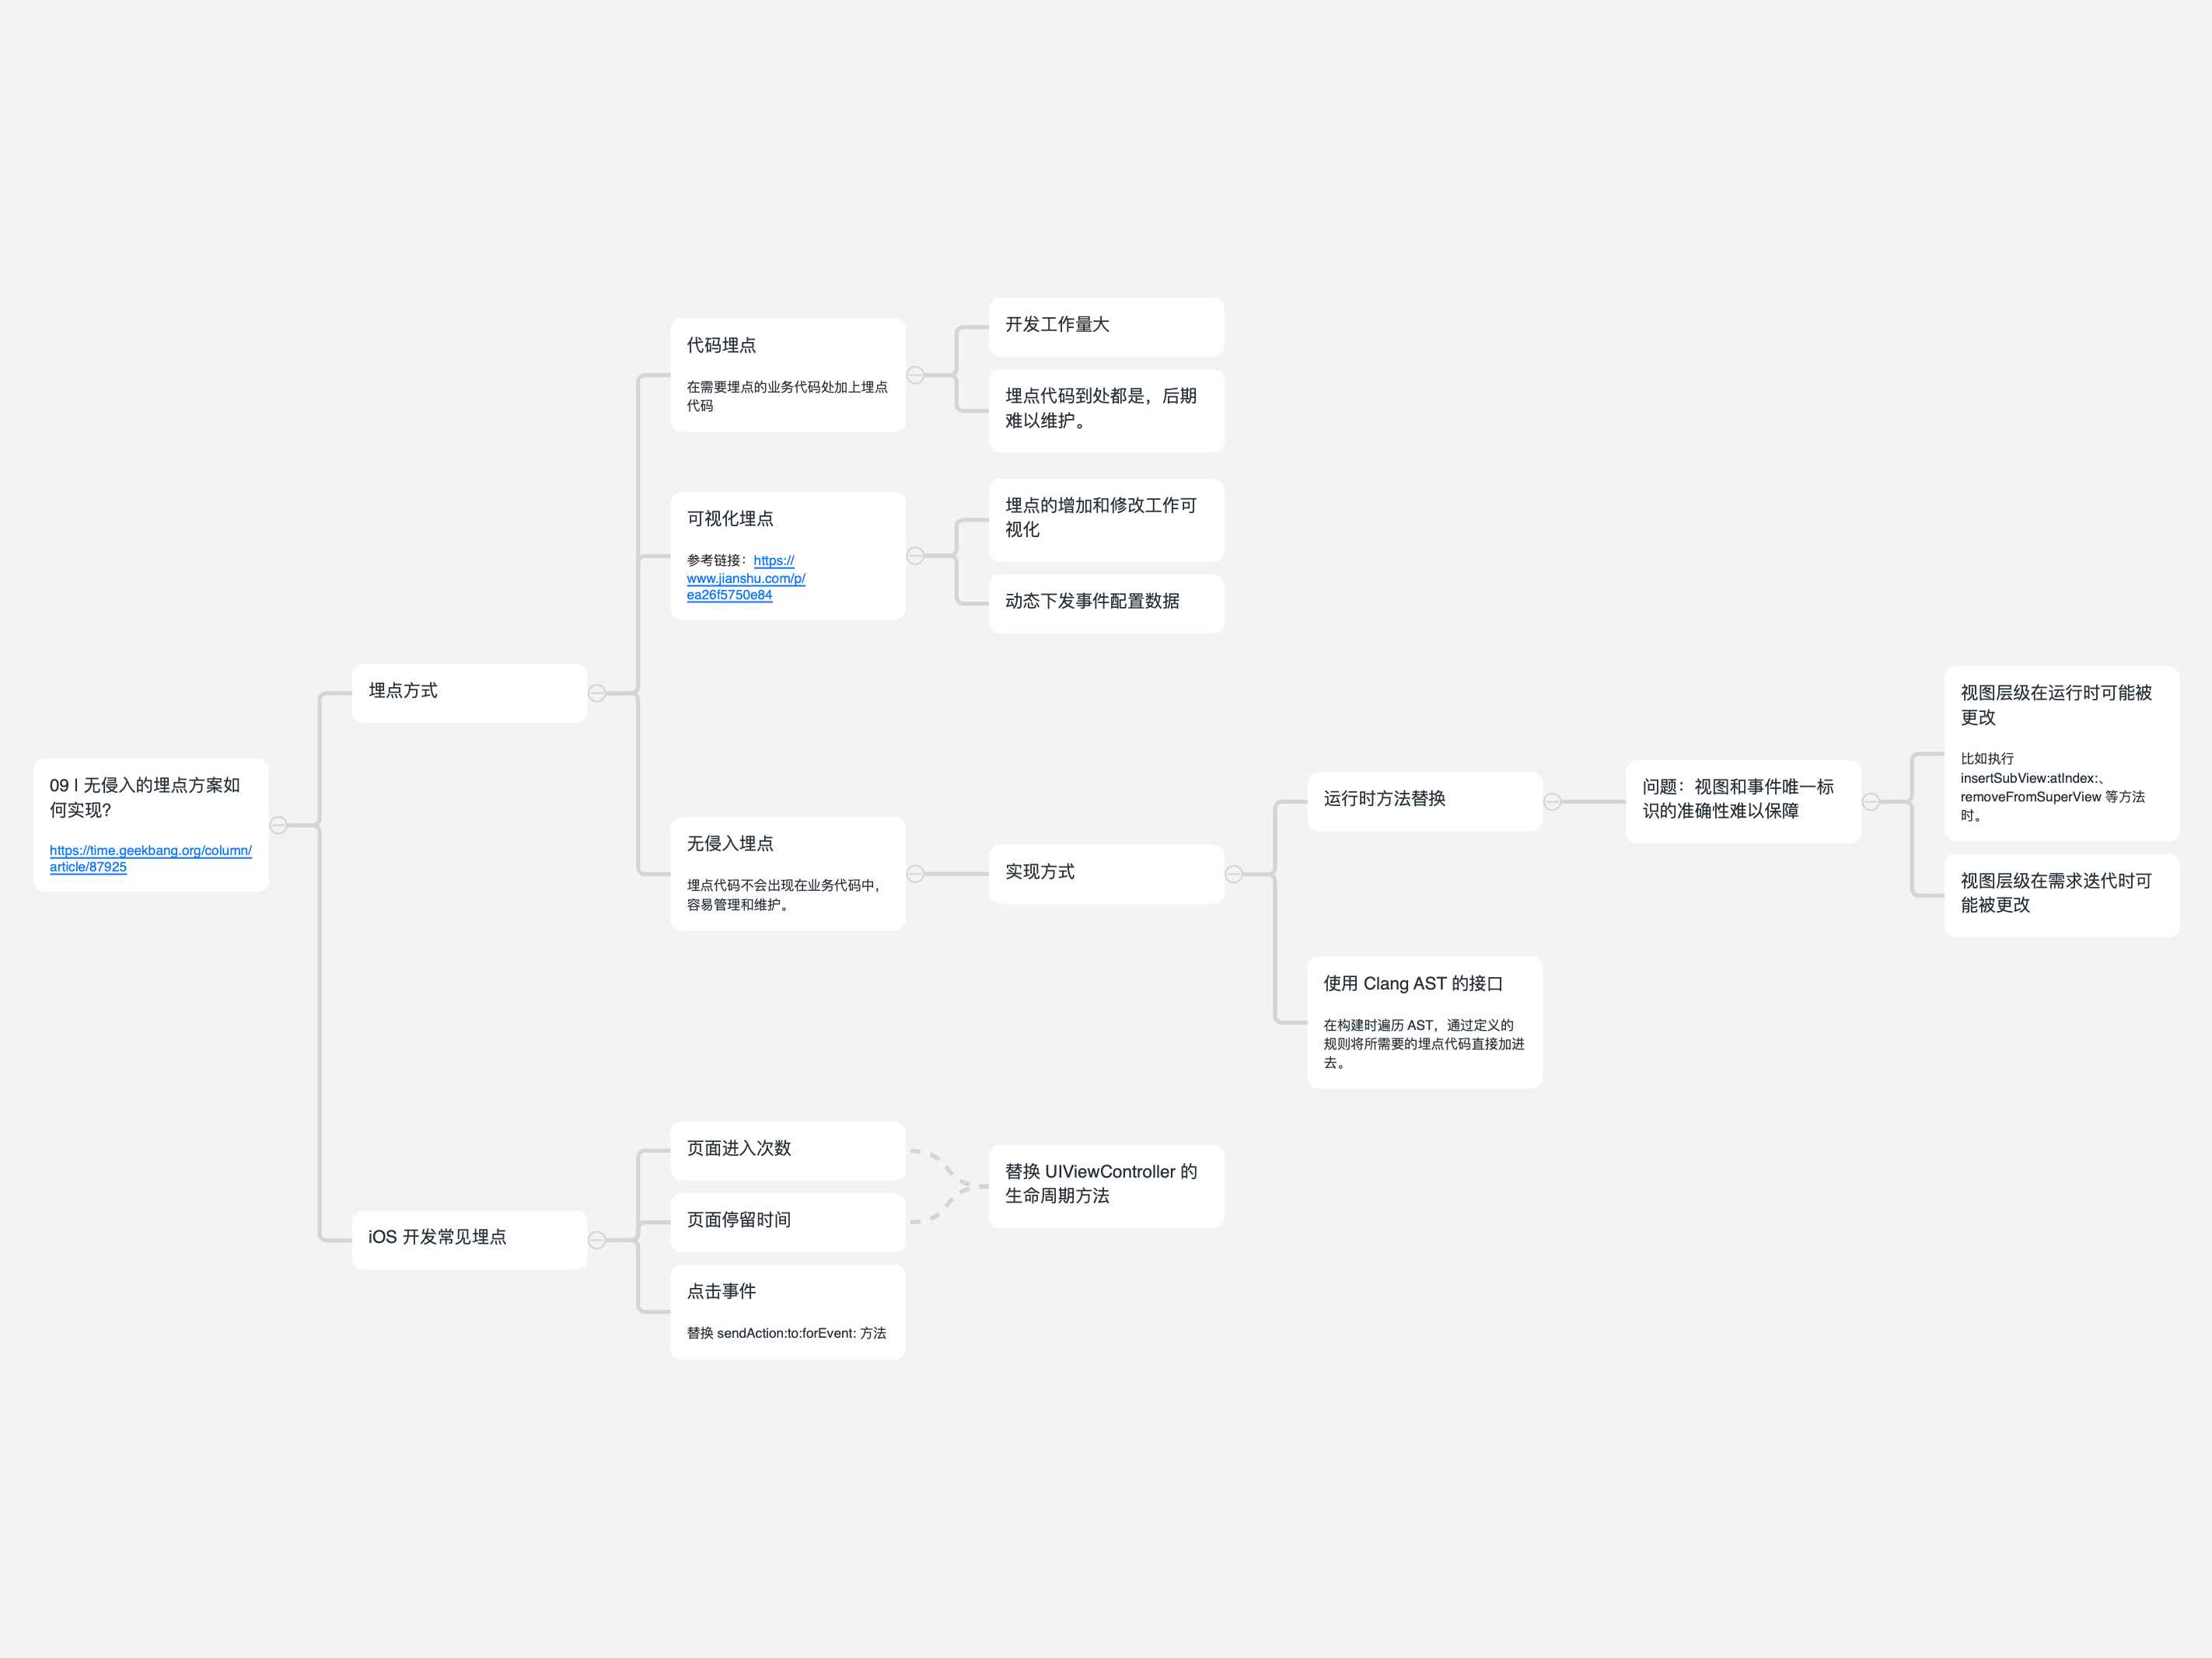 09 | 无侵入的埋点方案如
何实现?
https://time.geekbang.org/column/
article/87925
埋点方式
代码埋点
在需要埋点的业务代码处加上埋点
代码
开发工作量大
埋点代码到处都是，后期
难以维护。
可视化埋点
参考链接：https://
www.jianshu.com/p/
ea26f5750e84
埋点的增加和修改工作可
视化
动态下发事件配置数据
无侵入埋点
埋点代码不会出现在业务代码中，
容易管理和维护。
实现方式
运行时方法替换
问题：视图和事件唯一标
识的准确性难以保障
视图层级在运行时可能被
更改
比如执行
insertSubView:atIndex:、
removeFromSuperView 等方法
时。
视图层级在需求迭代时可
能被更改
使用 Clang AST 的接口
在构建时遍历 AST，通过定义的
规则将所需要的埋点代码直接加进
去。
iOS 开发常见埋点
页面进入次数
页面停留时间
替换 UIViewController 的
生命周期方法
点击事件
替换 sendAction:to:forEvent: 方法